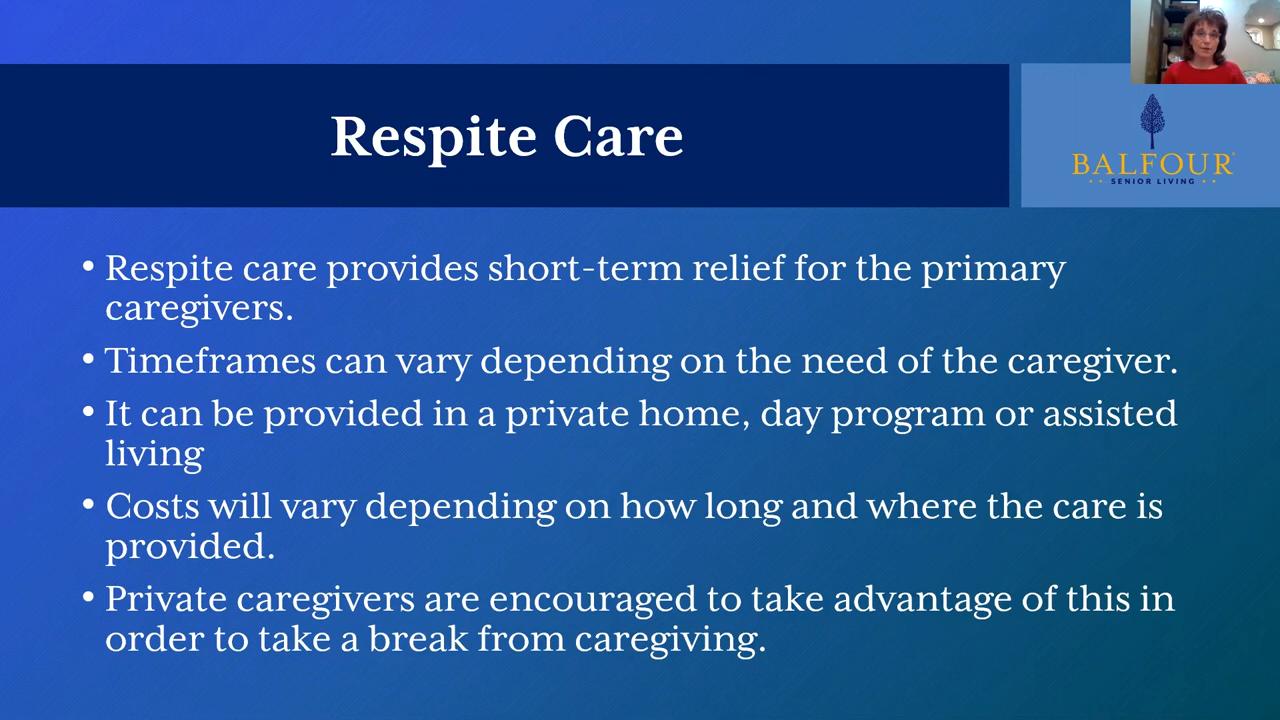 Respite Care
BALFOUR
SENIOR LIVING
• Respite care provides short-term relief for the primary
caregivers.
• Timeframes can vary depending on the need of the caregiver.
• It can be provided in a private home, day program or assisted
living
• Costs will vary depending on how long and where the care is
provided.
• Private caregivers are encouraged to take advantage of this in
order to take a break from caregiving.